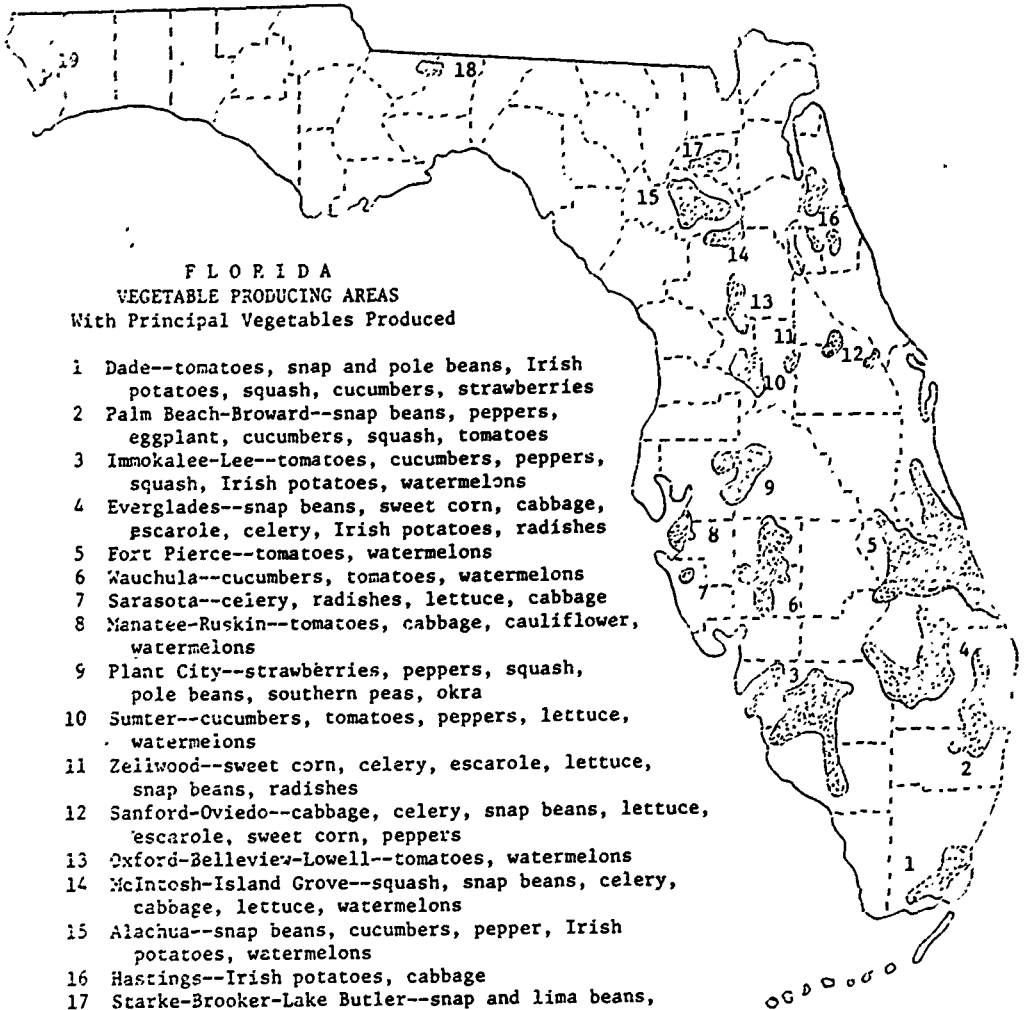 FLORIDA
VEGETABLE PRODUCING AREAS
With Principal Vegetables Produced
1 Dade--tomatoes, snap and pole beans, Irish
potatoes, squash, cucumbers, strawberries
2 Palm Beach-Broward--snap beans, peppers,
eggplant, cucumbers, squash, tomatoes
3 Immokalee-Lee--tomatoes, cucumbers, peppers,
squash, Irish potatoes, watermelons
4 Everglades--snap beans, sweet corn, cabbage,
escarole, celery, Irish potatoes, radishes
5 Fort Pierce--tomatoes, watermelons
6 Wauchula--cucumbers, tomatoes, watermelons
7 Sarasota--celery, radishes, lettuce, cabbage
8 Manatee-Ruskin--tomatoes, cabbage, cauliflower,
watermelons
9 Plant City--strawberries, peppers, squash,
pole beans, southern peas, okra
10 Sumter--cucumbers, tomatoes, peppers, lettuce,
watermelons
11 Zellwood--sweet corn, celery, escarole, lettuce,
snap beans, radishes
12 Sanford-Oviedo--cabbage, celery, snap beans, lettuce,
escarole, sweet corn, peppers
13 Oxford-Belleview-Lowell--tomatoes, watermelons
14 McIntosh-Island Grove--squash, snap beans, celery,
cabbage, lettuce, watermelons
15 Alachua--snap beans, cucumbers, pepper, Irish
potatoes, watermelons
16 Hastings--Irish potatoes, cabbage
17 Starke-Brooker-Lake Butler--snap and lima beans,
19
18
17
15
16
14
13
11
12
10
9
8
5
7
6
4
3
2
1